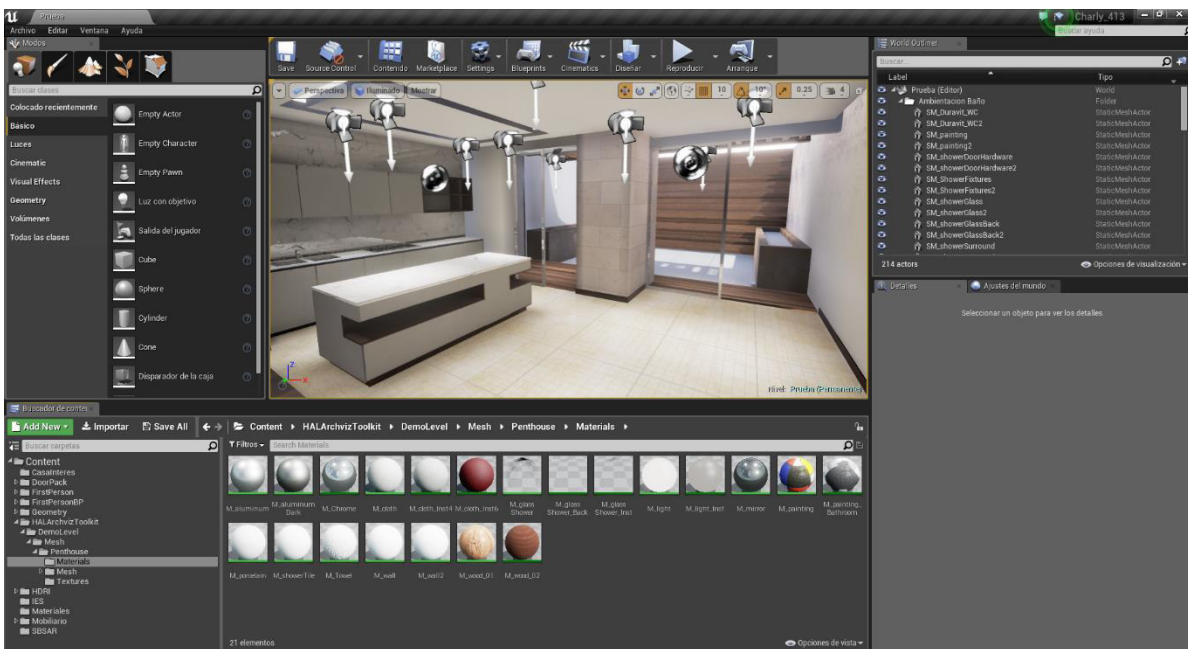 Prueba
Charly_413
Archivo Editar Ventana Ayuda
Buscar ayuda
Modos
Buscar clases
Colocado recientemente
Básico
Luces
Cinematic
Visual Effects
Geometry
Volúmenes
Todas las clases
Empty Actor
Empty Character
Empty Pawn
Luz con objetivo
Salida del jugador
Cube
Sphere
Cylinder
Cone
Disparador de la caja
Save Source Control Contenido Marketplace Settings Blueprints Cinematics Diseñar Reproducir Arranque
Perspectiva Iluminado Mostrar
10 10° 0.25 4
Z
X
Nivel: Prueba (Permanente)
World Outliner
Buscar...
Label Tipo
Prueba (Editor) World
Ambientacion Baño Folder
SM_Duravit_WC StaticMeshActor
SM_Duravit_WC2 StaticMeshActor
SM_painting StaticMeshActor
SM_painting2 StaticMeshActor
SM_showerDoorHardware StaticMeshActor
SM_showerDoorHardware2 StaticMeshActor
SM_ShowerFixtures StaticMeshActor
SM_ShowerFixtures2 StaticMeshActor
SM_showerGlass StaticMeshActor
SM_showerGlass2 StaticMeshActor
SM_showerGlassBack StaticMeshActor
SM_showerGlassBack2 StaticMeshActor
SM_showerSurround StaticMeshActor
214 actors Opciones de visualización
Detalles Ajustes del mundo
Seleccionar un objeto para ver los detalles
Buscador de conte
Add New Importar Save All Content HALArchvizToolkit DemoLevel Mesh Penthouse Materials
Buscar carpetas
Content
CasaInteres
DoorPack
FirstPerson
FirstPersonBP
Geometry
HALArchvizToolkit
DemoLevel
Mesh
Penthouse
Materials
Mesh
Textures
HDRI
IES
Materiales
Mobiliario
SBSAR
Filtros Search Materials
M_aluminum M_aluminum_Dark M_Chrome M_cloth M_cloth_Inst4 M_cloth_Inst6 M_glass Shower M_glass Shower_Back M_glass Shower_Inst M_light M_light_Inst M_mirror M_painting M_painting_Bathroom
M_porcelain M_showerTile M_Towel M_wall M_wall2 M_wood_01 M_wood_02
21 elementos Opciones de vista